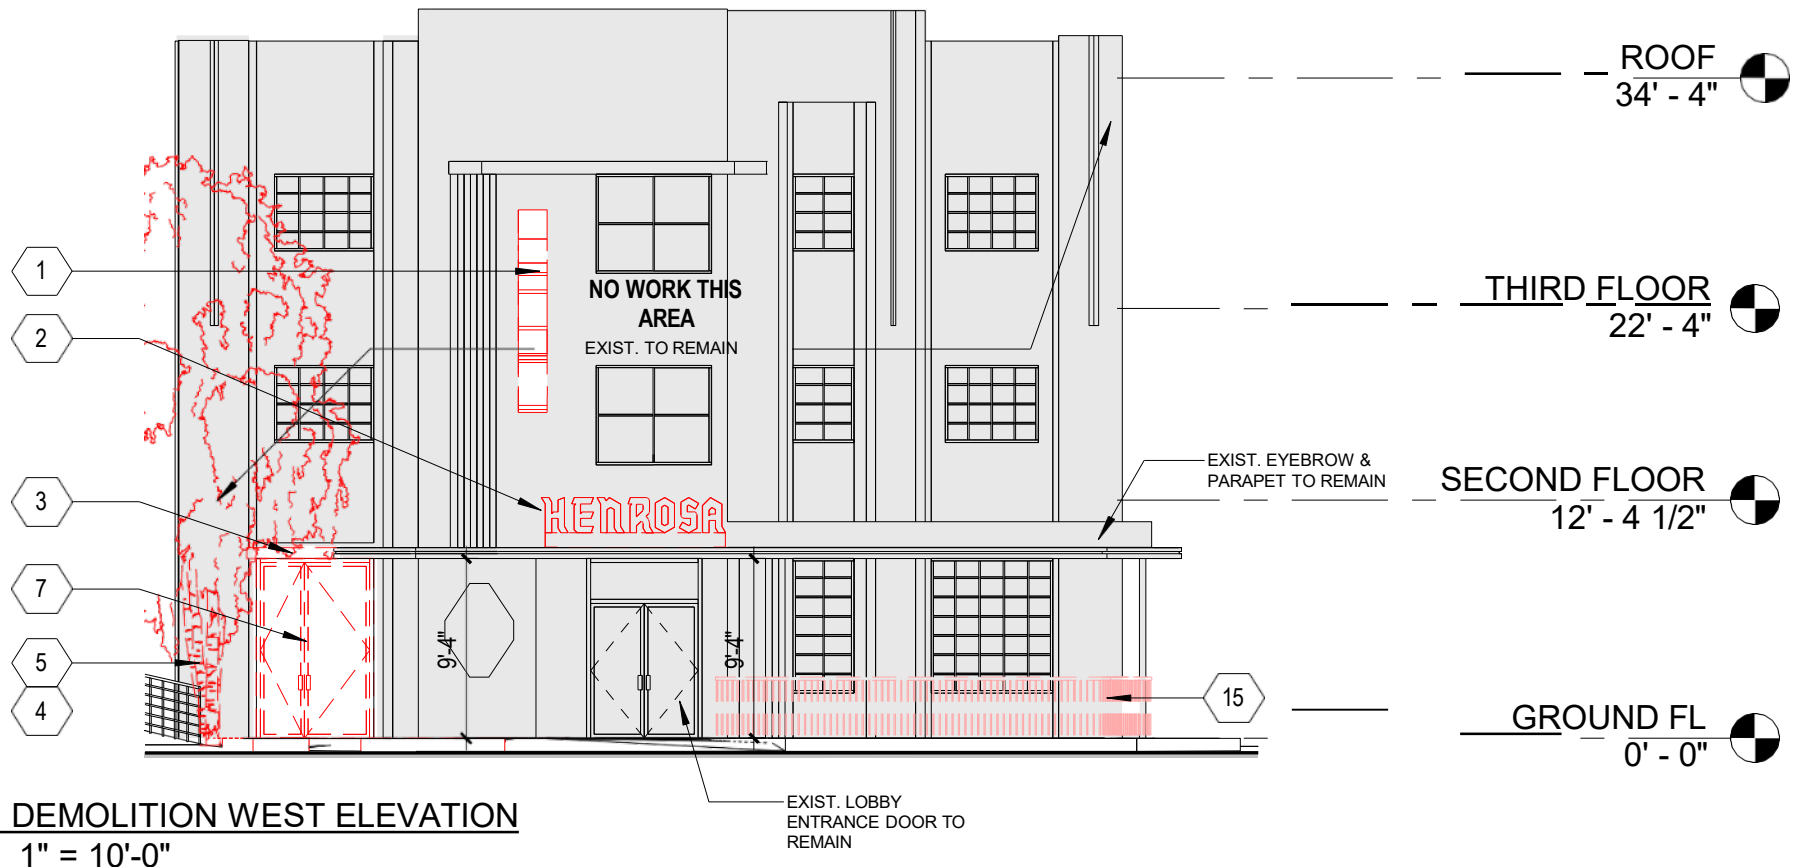 ROOF
34' - 4"
1
NO WORK THIS
AREA
EXIST. TO REMAIN
THIRD FLOOR
22' - 4"
2
EXIST. EYEBROW &
PARAPET TO REMAIN
SECOND FLOOR
12' - 4 1/2"
3
HENROSA
7
9'-4"
9'-4"
5
4
15
GROUND FL
0' - 0"
EXIST. LOBBY
ENTRANCE DOOR TO
REMAIN
DEMOLITION WEST ELEVATION
1" = 10'-0"